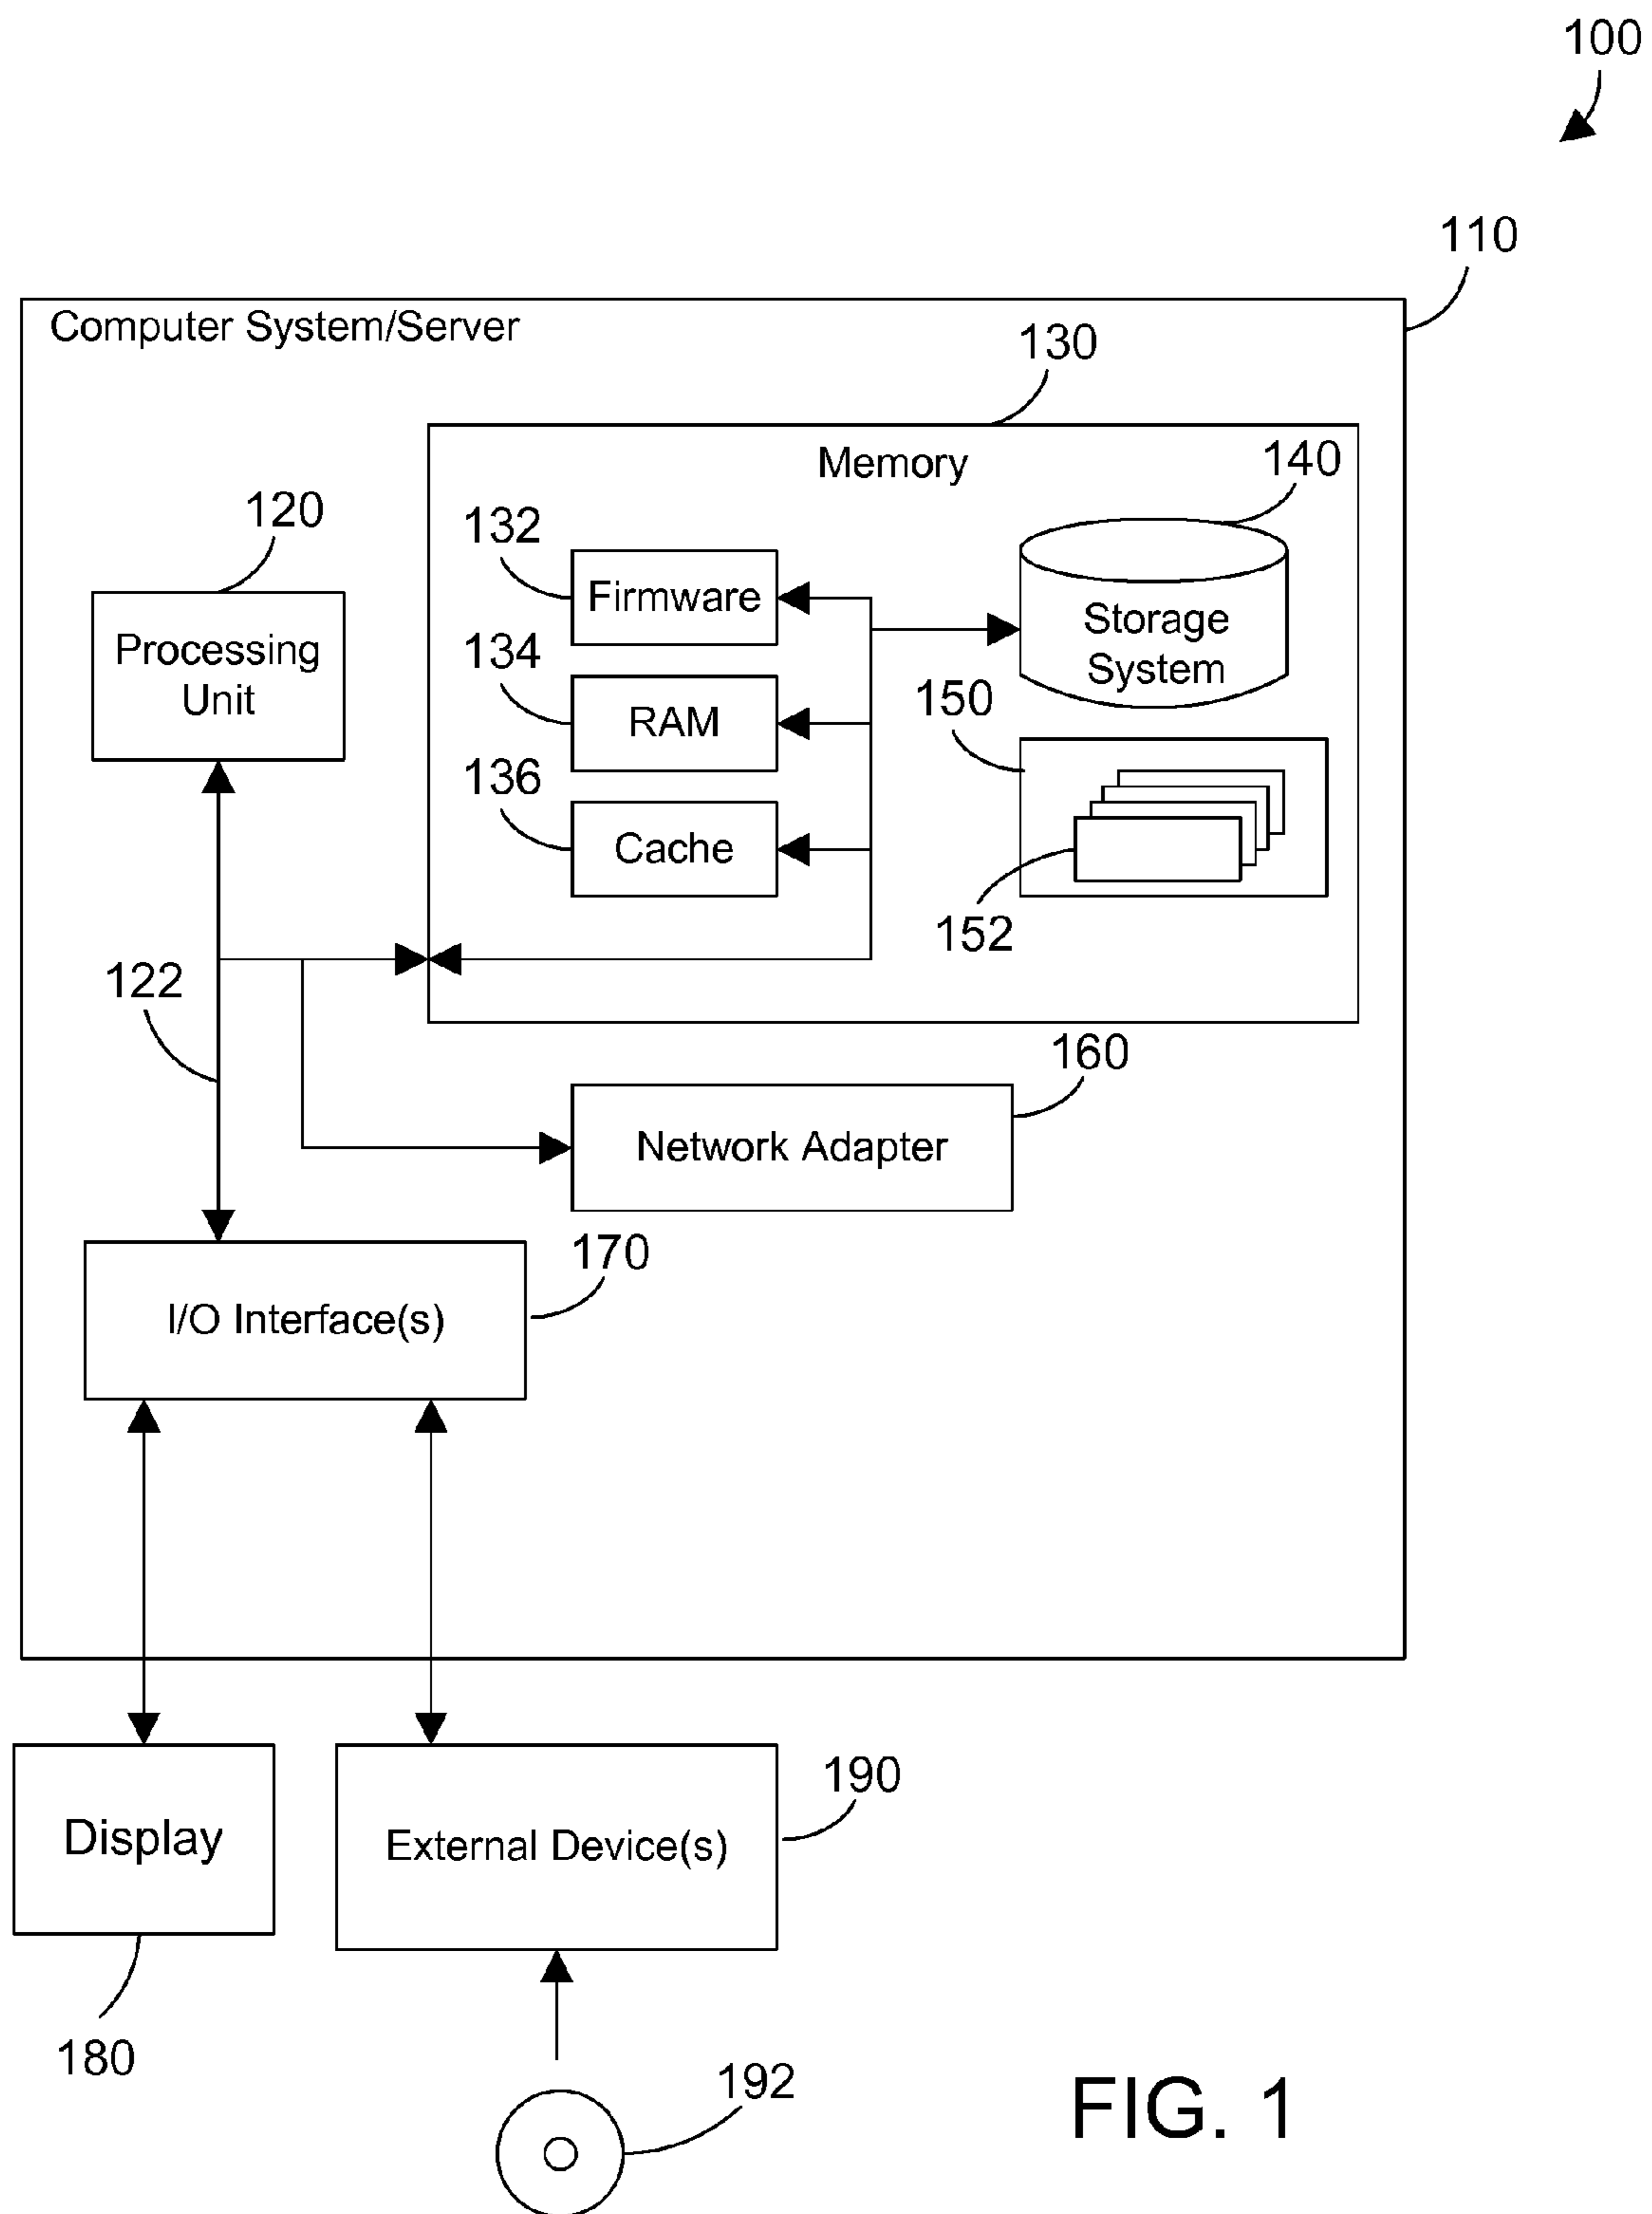 100
110
Computer System/Server
130
Memory
140
120
132
Firmware
Storage
System
Processing
Unit
134
RAM
150
136
Cache
152
122
160
Network Adapter
170
I/O Interface(s)
190
Display
External Device(s)
180
192
FIG. 1